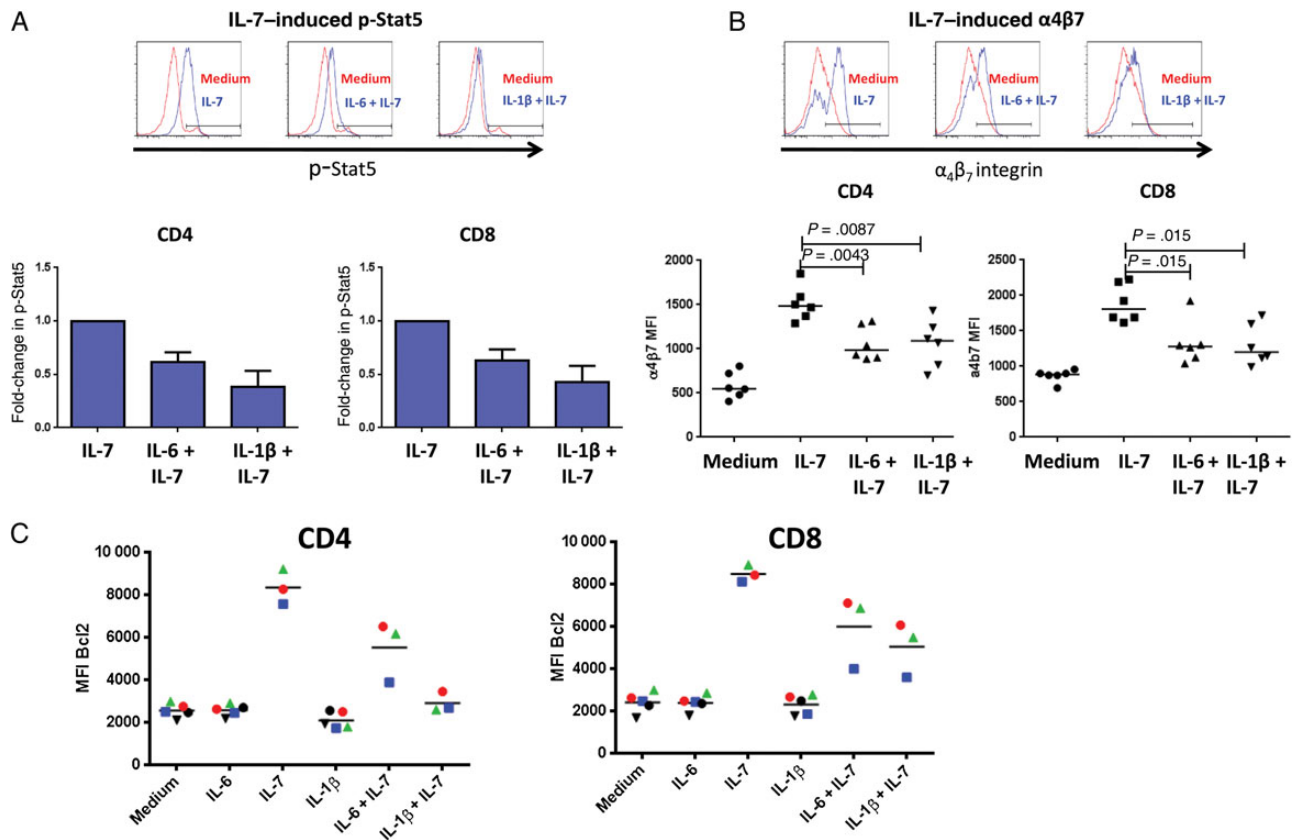 A
IL-7–induced p-Stat5
Medium
IL-7
Medium
IL-6 + IL-7
Medium
IL-1β + IL-7
p-Stat5
CD4
Fold-change in p-Stat5
1.5
1.0
0.5
0.0
IL-7
IL-6 +
IL-7
IL-1β +
IL-7
CD8
Fold-change in p-Stat5
1.5
1.0
0.5
0.0
IL-7
IL-6 +
IL-7
IL-1β +
IL-7
B
IL-7–induced α4β7
Medium
IL-7
Medium
IL-6 + IL-7
Medium
IL-1β + IL-7
α₄β₇ integrin
CD4
P = .0087
P = .0043
α4β7 MFI
2000
1500
1000
500
0
Medium
IL-7
IL-6 +
IL-7
IL-1β +
IL-7
CD8
P = .015
P = .015
a4b7 MFI
2500
2000
1500
1000
500
0
Medium
IL-7
IL-6 +
IL-7
IL-1β +
IL-7
C
CD4
MFI Bcl2
10 000
8000
6000
4000
2000
0
Medium
IL-6
IL-7
IL-1β
IL-6 + IL-7
IL-1β + IL-7
CD8
MFI Bcl2
10 000
8000
6000
4000
2000
0
Medium
IL-6
IL-7
IL-1β
IL-6 + IL-7
IL-1β + IL-7